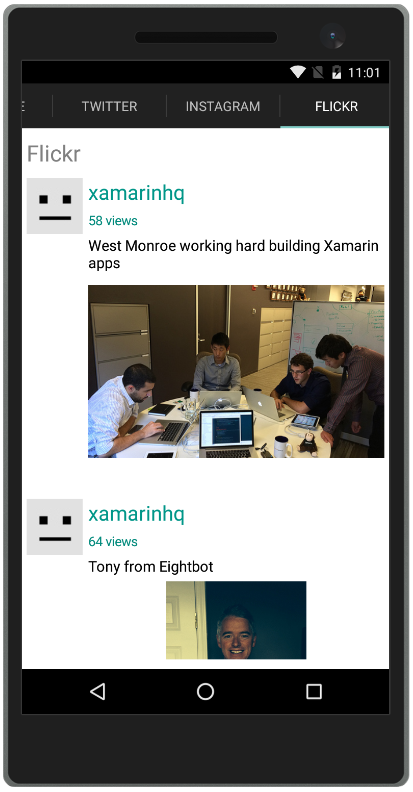 11:01
E TWITTER INSTAGRAM FLICKR
Flickr
xamarinhq
58 views
West Monroe working hard building Xamarin
apps
xamarinhq
64 views
Tony from Eightbot